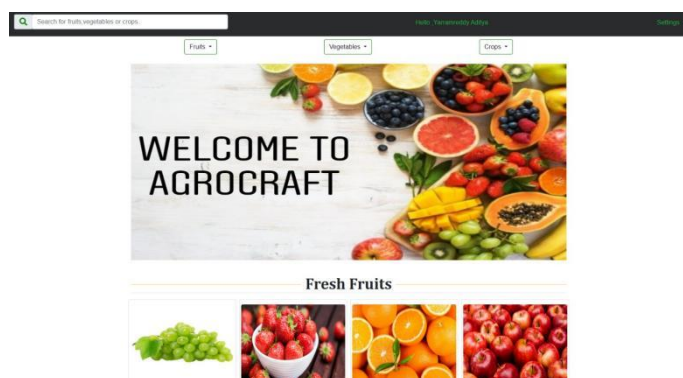 Search for fruits,vegetables or crops.
Hello ,Yarramreddy Aditya
Settings
Fruits
Vegetables
Crops
WELCOME TO
AGROCRAFT
Fresh Fruits